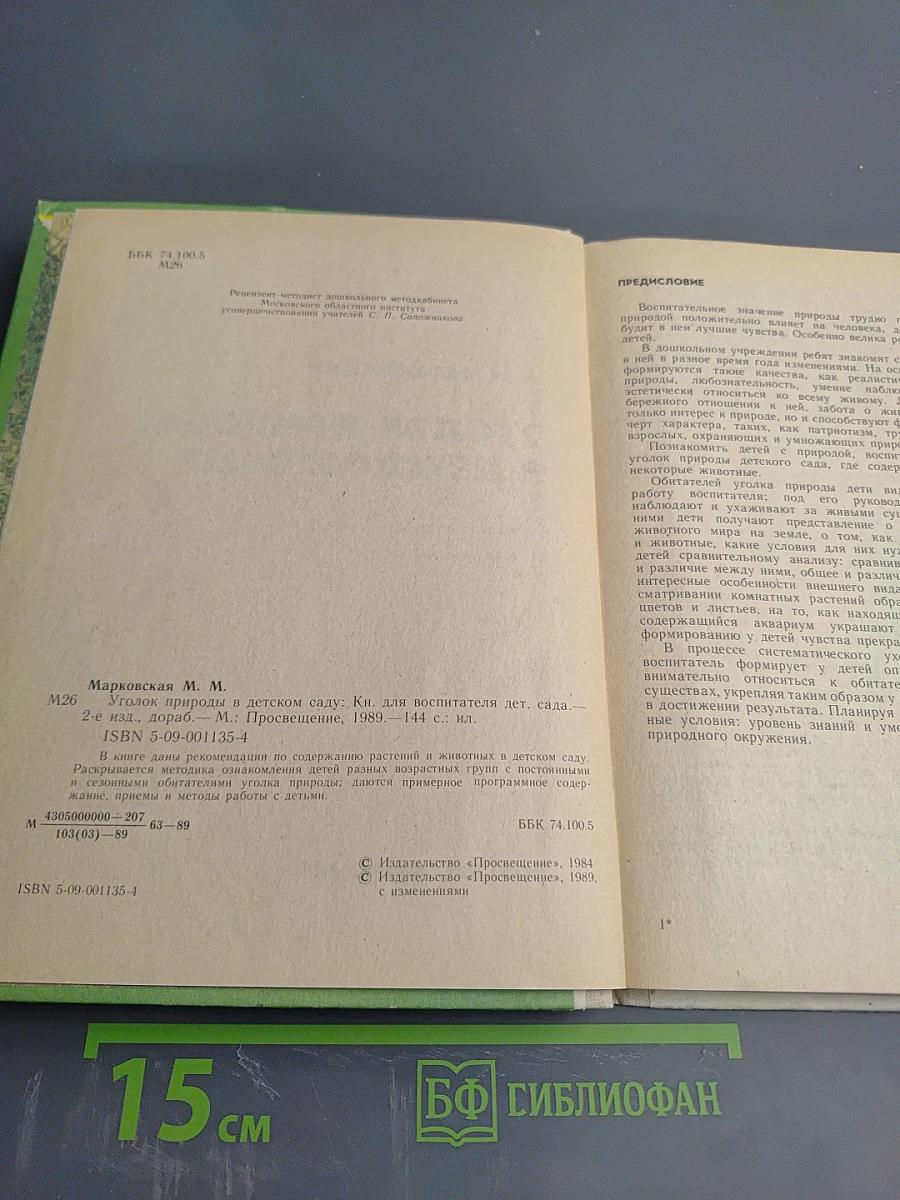 ББК 74.100.5
М26
Рецензент-методист дошкольного методкабинета
Московского областного института
усовершенствования учителей С. П. Сапожникова
Марковская М. М.
М26 Уголок природы в детском саду: Кн. для воспитателя дет. сада.—
2-е изд., дораб.— М.: Просвещение, 1989.—144 с.: ил.
ISBN 5-09-001135-4
В книге даны рекомендации по содержанию растений и животных в детском саду.
Раскрывается методика ознакомления детей разных возрастных групп с постоянными
и сезонными обитателями уголка природы; даются примерное программное содер-
жание, приемы и методы работы с детьми.
М 4305000000—207
103(03)—89 63—89
ББК 74.100.5
© Издательство «Просвещение», 1984
© Издательство «Просвещение», 1989,
с изменениями
ISBN 5-09-001135-4
ПРЕДИСЛОВИЕ
Воспитательное значение природы трудно
природой положительно влияет на человека,
будит в нем лучшие чувства. Особенно велика
детей.
В дошкольном учреждении ребят знакомят
в ней в разное время года изменениями. На
формируются такие качества, как
природы, любознательность, умение
эстетически относиться ко всему живому.
бережного отношения к ней, забота о
только интерес к природе, но и способствуют
черт характера, таких, как патриотизм,
взрослых, охраняющих и умножающих
Познакомить детей с природой,
уголок природы детского сада, где
некоторые животные.
Обитателей уголка природы дети
работу воспитателя; под его
наблюдают и ухаживают за живыми
ними дети получают представление о
животного мира на земле, о том, как
и животные, какие условия для них
детей сравнительному анализу:
и различие между ними, общее и
интересные особенности внешнего
сматривании комнатных растений
цветов и листьев, на то, как
содержащийся аквариум украшают
формированию у детей чувства
В процессе систематического
воспитатель формирует у детей
внимательно относиться к
существах, укрепляя таким образом у
в достижении результата. Планируя
ные условия: уровень знаний и
природного окружения.
1*
15 см
БФ БИБЛИОФАН